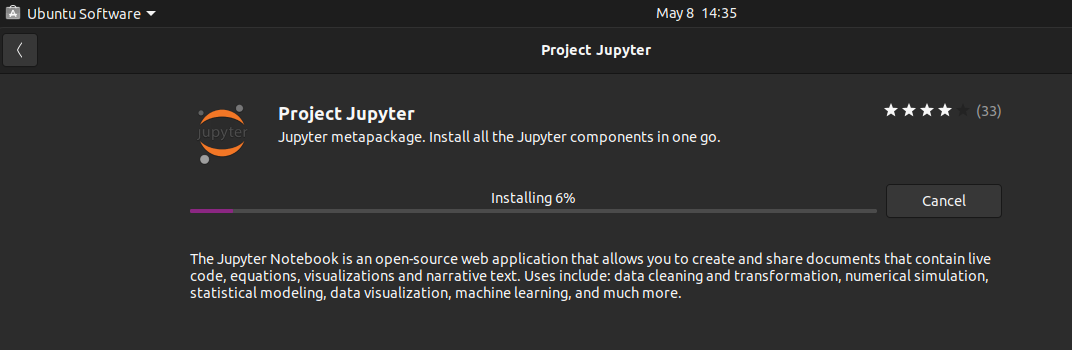 Ubuntu Software
May 8 14:35
Project Jupyter
jupyter
Project Jupyter
(33)
Jupyter metapackage. Install all the Jupyter components in one go.
Installing 6%
Cancel
The Jupyter Notebook is an open-source web application that allows you to create and share documents that contain live
code, equations, visualizations and narrative text. Uses include: data cleaning and transformation, numerical simulation,
statistical modeling, data visualization, machine learning, and much more.